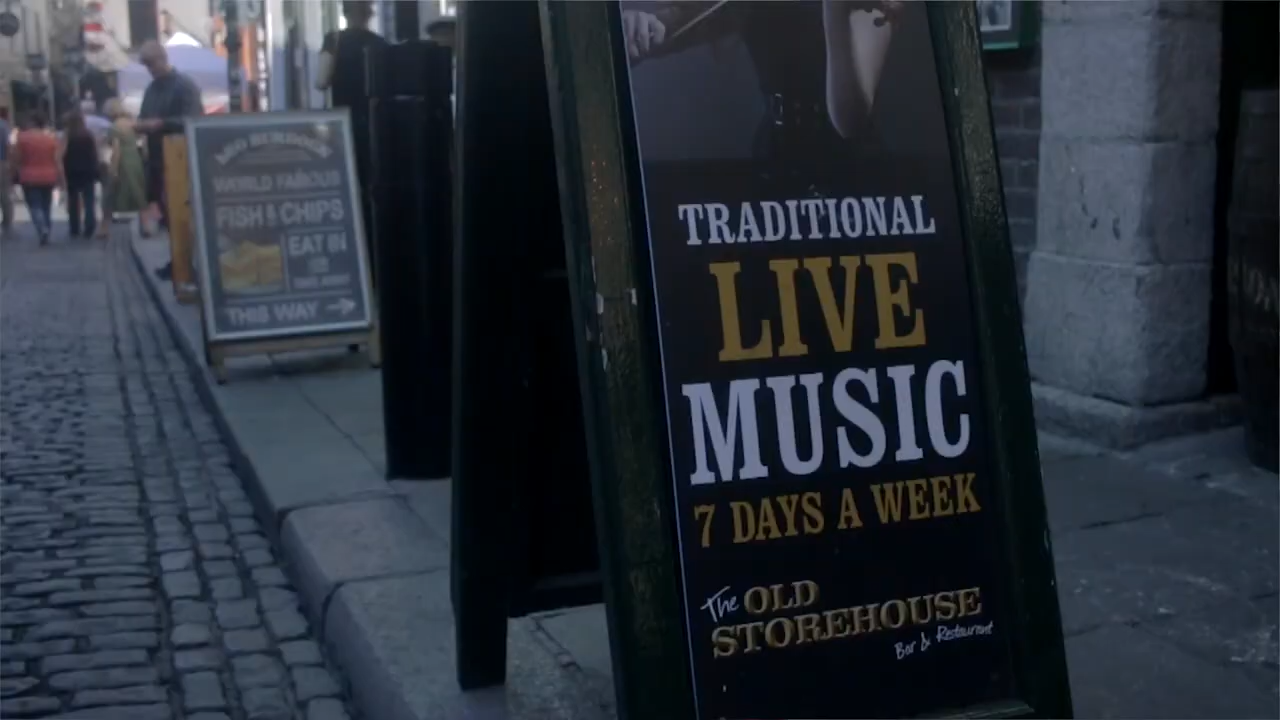 WORLD FAMOUS
FISH & CHIPS
EAT IN
THIS WAY
TRADITIONAL
LIVE
MUSIC
7 DAYS A WEEK
The OLD
STOREHOUSE
Bar & Restaurant